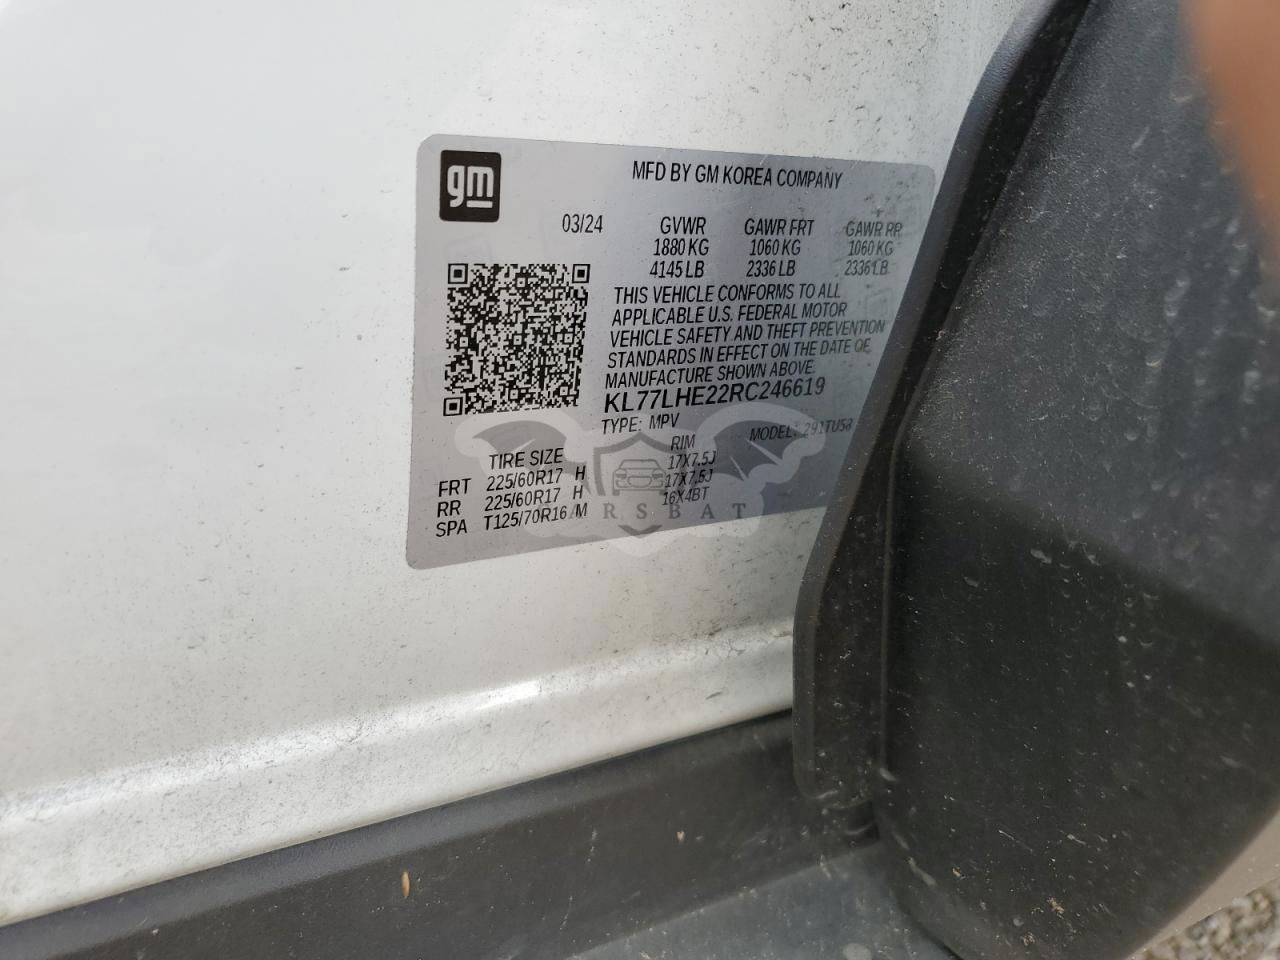 gm
MFD BY GM KOREA COMPANY
03/24 GVWR GAWR FRT GAWR RR
1880 KG 1060 KG 1060 KG
4145 LB 2336 LB 2336 LB
THIS VEHICLE CONFORMS TO ALL
APPLICABLE U.S. FEDERAL MOTOR
VEHICLE SAFETY AND THEFT PREVENTION
STANDARDS IN EFFECT ON THE DATE OF
MANUFACTURE SHOWN ABOVE.
KL77LHE22RC246619
TYPE: MPV MODEL: 291TU58
TIRE SIZE RIM
FRT 225/60R17 H 17X7.5J
RR 225/60R17 H 17X7.5J
SPA T125/70R16 M 16X4BT
CARSBAT